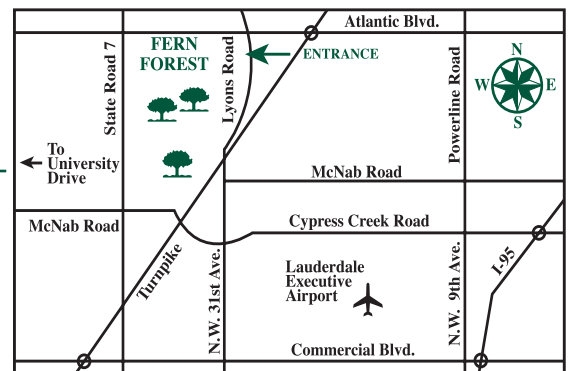 Atlantic Blvd.
State Road 7
FERN
FOREST
Lyons Road
ENTRANCE
Powerline Road
N
W
E
S
To
University
Drive
McNab Road
McNab Road
Cypress Creek Road
Turnpike
N.W. 31st Ave.
Lauderdale
Executive
Airport
N.W. 9th Ave.
I-95
Commercial Blvd.